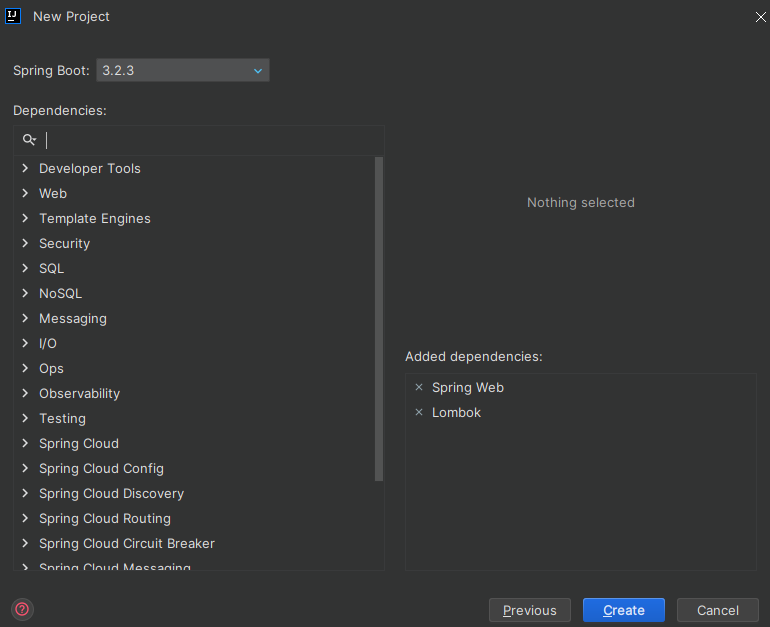 New Project
Spring Boot: 3.2.3
Dependencies:
Developer Tools
Web
Template Engines
Security
SQL
NoSQL
Messaging
I/O
Ops
Observability
Testing
Spring Cloud
Spring Cloud Config
Spring Cloud Discovery
Spring Cloud Routing
Spring Cloud Circuit Breaker
Spring Cloud Messaging
Nothing selected
Added dependencies:
Spring Web
Lombok
Previous
Create
Cancel